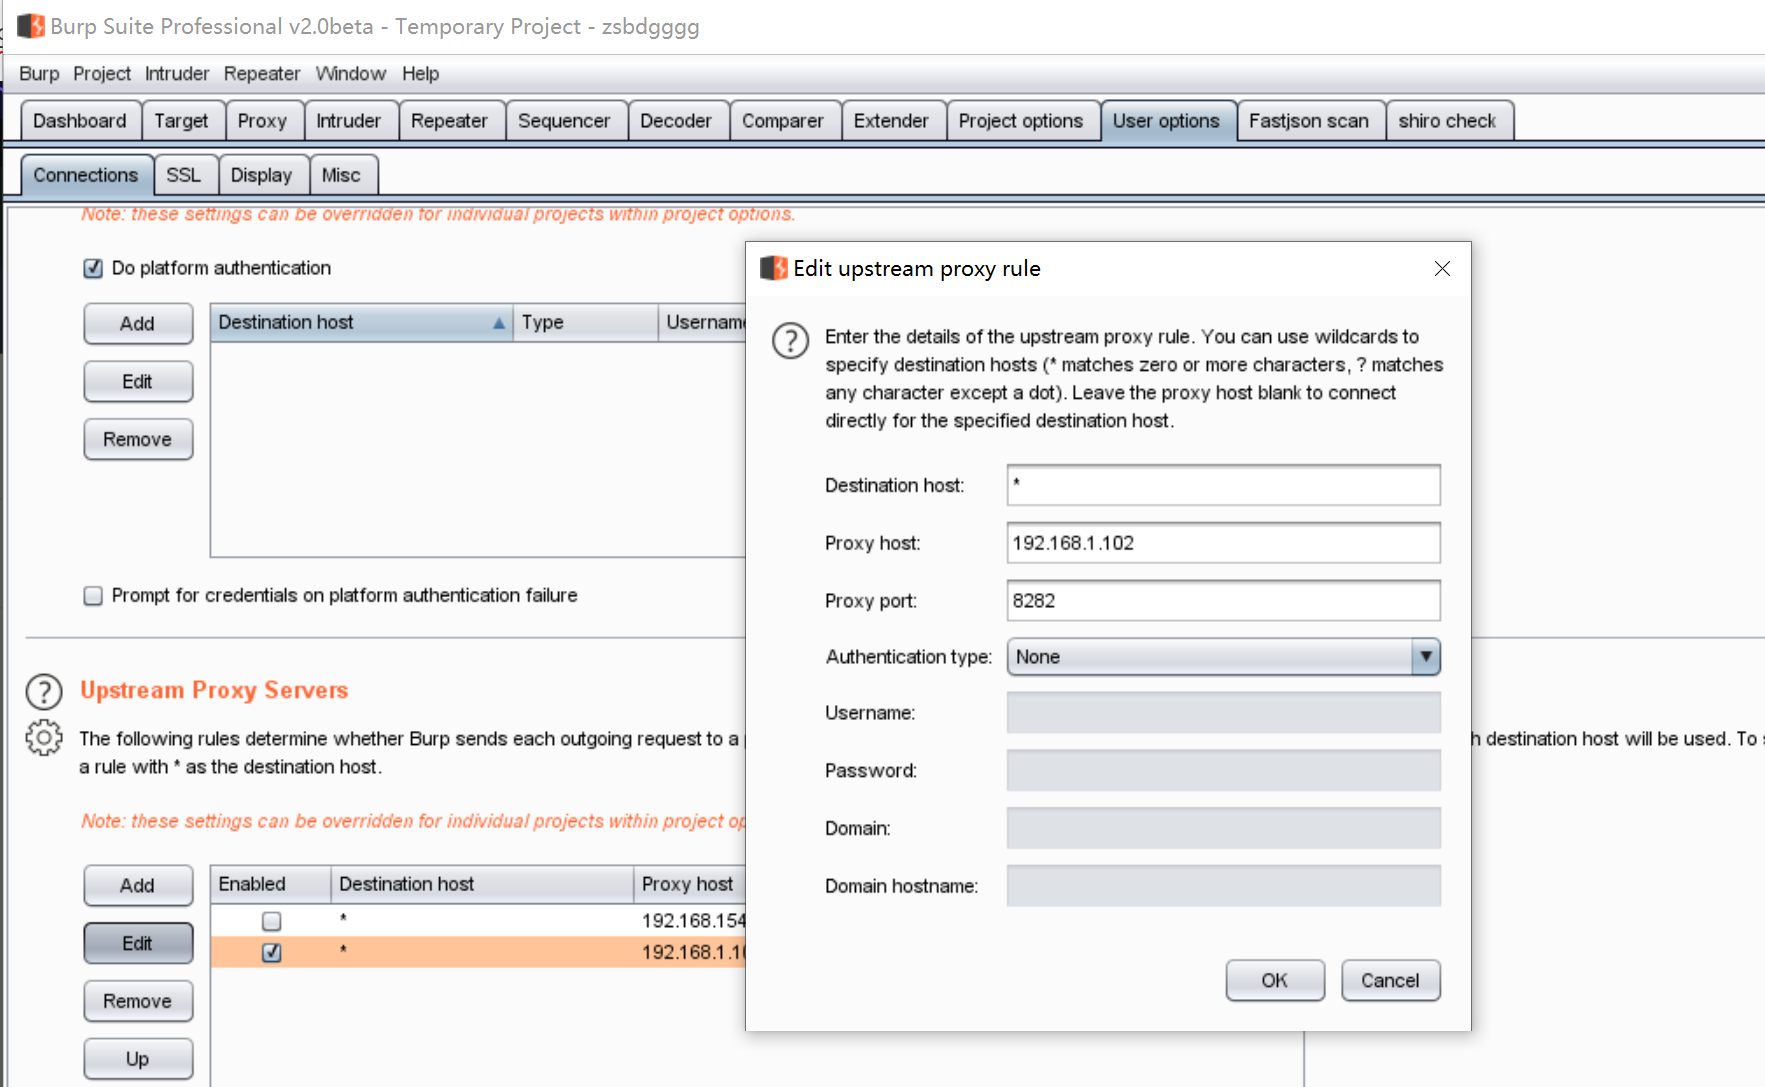 Burp Suite Professional v2.0beta - Temporary Project - zsbdgggg
Burp Project Intruder Repeater Window Help
Dashboard Target Proxy Intruder Repeater Sequencer Decoder Comparer Extender Project options User options Fastjson scan shiro check
Connections SSL Display Misc
Note: these settings can be overridden for individual projects within project options.
Do platform authentication
Add
Edit
Remove
Destination host Type Username
Prompt for credentials on platform authentication failure
Upstream Proxy Servers
The following rules determine whether Burp sends each outgoing request to a
h destination host will be used. To
a rule with * as the destination host.
Note: these settings can be overridden for individual projects within project op
Add
Edit
Remove
Up
Enabled Destination host Proxy host
* 192.168.154
* 192.168.1.10
Edit upstream proxy rule
Enter the details of the upstream proxy rule. You can use wildcards to
specify destination hosts (* matches zero or more characters, ? matches
any character except a dot). Leave the proxy host blank to connect
directly for the specified destination host.
Destination host: *
Proxy host: 192.168.1.102
Proxy port: 8282
Authentication type: None
Username:
Password:
Domain:
Domain hostname:
OK Cancel